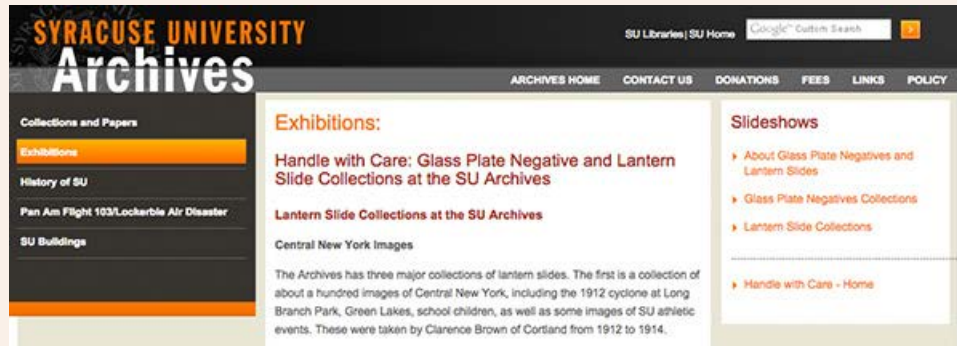 SYRACUSE UNIVERSITY
Archives
SU Libraries | SU Home
Google™ Custom Search
ARCHIVES HOME
CONTACT US
DONATIONS
FEES
LINKS
POLICY
Collections and Papers
Exhibitions
History of SU
Pan Am Flight 103/Lockerbie Air Disaster
SU Buildings
Exhibitions:
Handle with Care: Glass Plate Negative and Lantern
Slide Collections at the SU Archives
Lantern Slide Collections at the SU Archives
Central New York Images
The Archives has three major collections of lantern slides. The first is a collection of
about a hundred images of Central New York, including the 1912 cyclone at Long
Branch Park, Green Lakes, school children, as well as some images of SU athletic
events. These were taken by Clarence Brown of Cortland from 1912 to 1914.
Slideshows
About Glass Plate Negatives and
Lantern Slides
Glass Plate Negatives Collections
Lantern Slide Collections
Handle with Care - Home